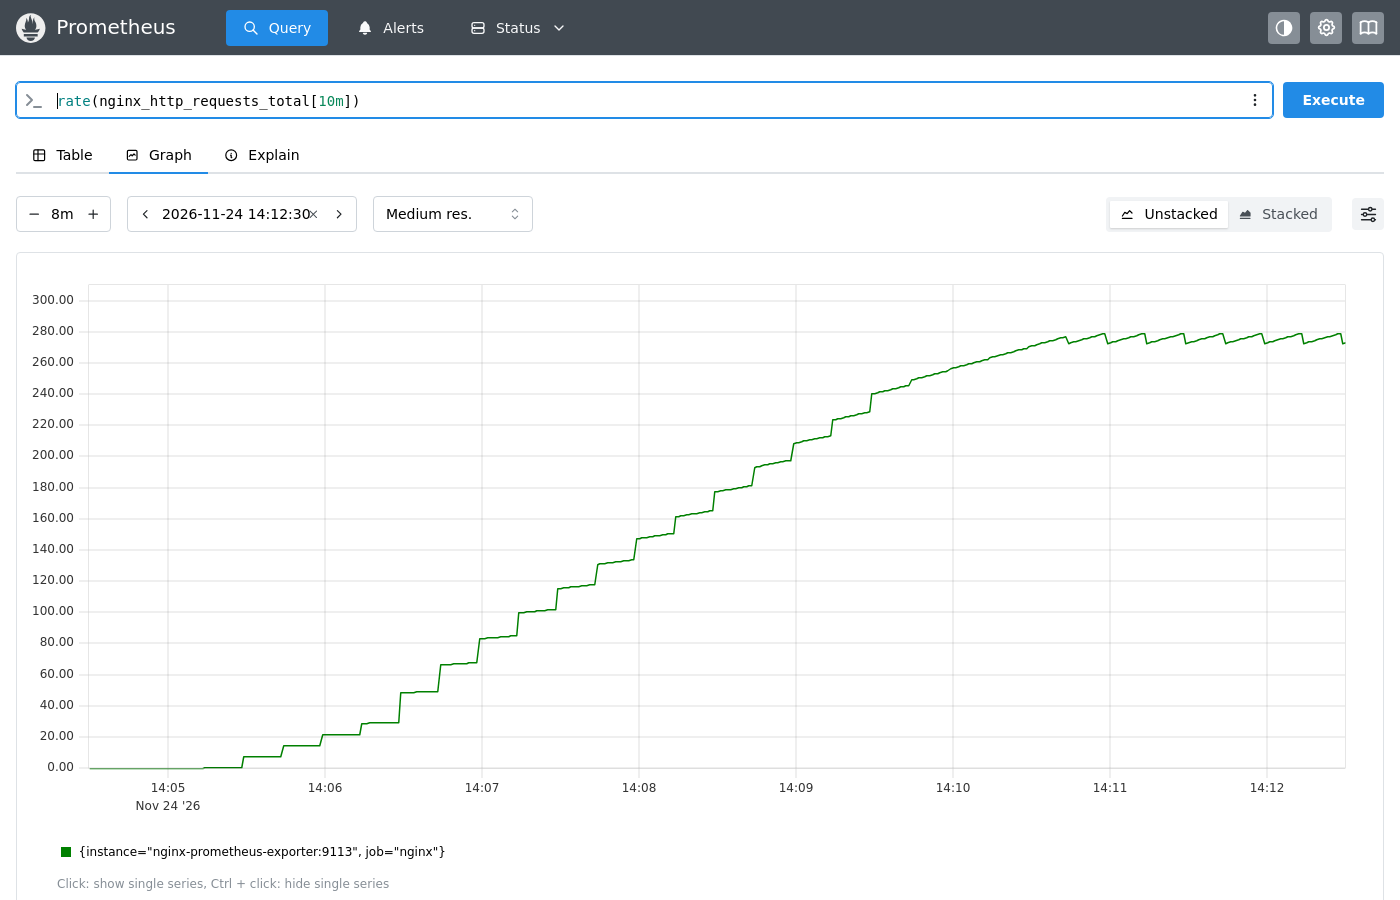 Prometheus
Query
Alerts
Status
rate(nginx_http_requests_total[10m])
Execute
Table
Graph
Explain
8m
2026-11-24 14:12:30
Medium res.
Unstacked
Stacked
300.00
280.00
260.00
240.00
220.00
200.00
180.00
160.00
140.00
120.00
100.00
80.00
60.00
40.00
20.00
0.00
14:05 14:06 14:07 14:08 14:09 14:10 14:11 14:12
Nov 24 '26
{instance="nginx-prometheus-exporter:9113", job="nginx"}
Click: show single series, Ctrl + click: hide single series